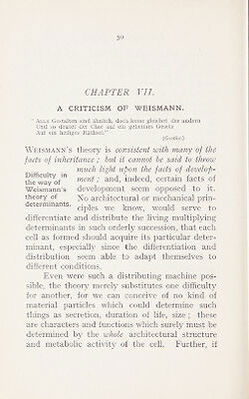 50
CHAPTER VII.
A CRITICISM OF WEISMANN.
"Alle Gestalten sind ähnlich, doch keine gleichet der andern
Und so deutet der Chor auf ein geheimes Gesetz
Auf ein heiliges Räthsel."
(Goethe)
WEISMANN'S theory is consistent with many of the
facts of inheritance; but it cannot be said to throw
much light upon the facts of develop-
ment; and, indeed, certain facts of
development seem opposed to it.
No architectural or mechanical prin-
ciples we know, would serve to
Difficulty in
the way of
Weismann's
theory of
determinants.
differentiate and distribute the living multiplying
determinants in such orderly succession, that each
cell as formed should acquire its particular deter-
minant, especially since the differentiation and
distribution seem able to adapt themselves to
different conditions.
Even were such a distributing machine pos-
sible, the theory merely substitutes one difficulty
for another, for we can conceive of no kind of
material particles which could determine such
things as secretion, duration of life, size; these
are characters and functions which surely must be
determined by the whole architectural structure
and metabolic activity of the cell. Further, if